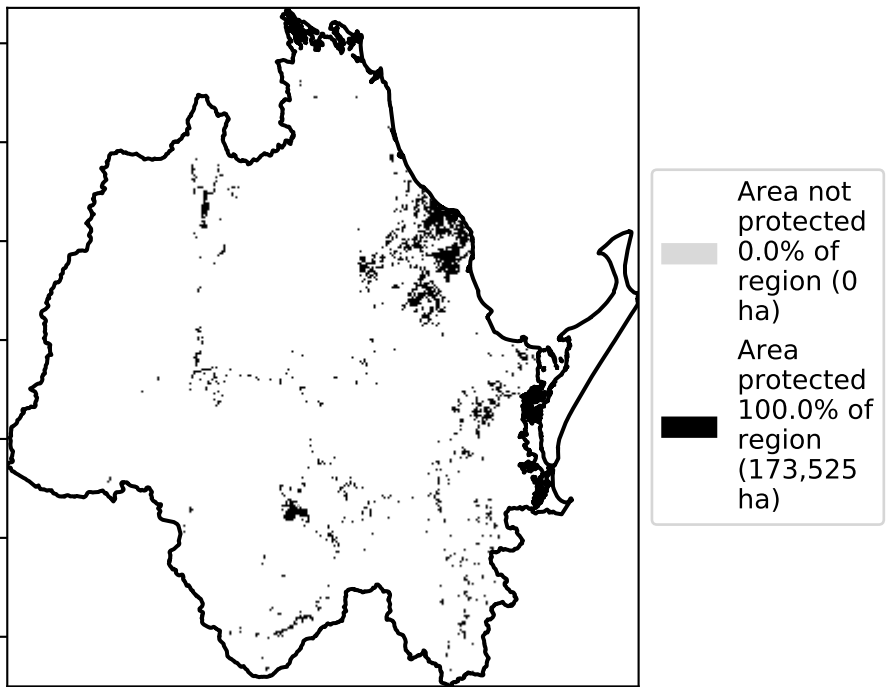 Area not
protected
0.0% of
region (0
ha)
Area
protected
100.0% of
region
(173,525
ha)